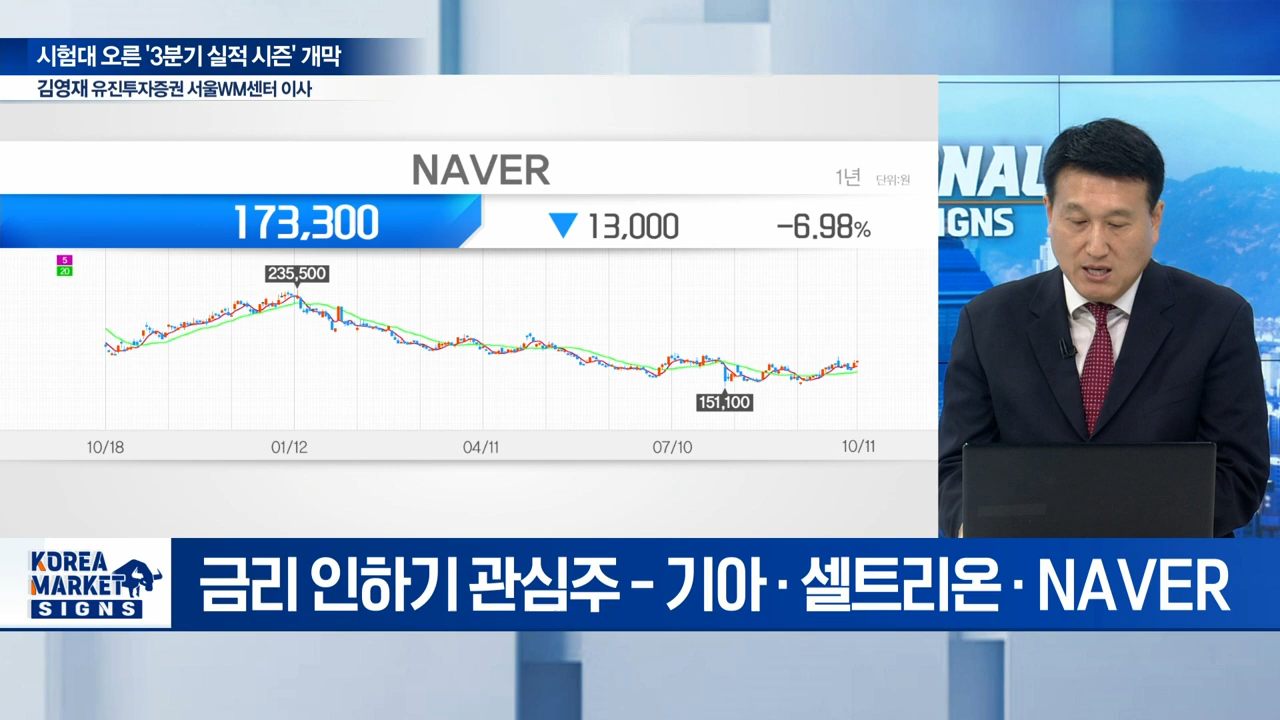 시험대 오른 '3분기 실적 시즌' 개막
김영재 유진투자증권 서울WM센터 이사
NAVER
1년 단위:원
173,300 ▼ 13,000 -6.98%
5
20
235,500
151,100
10/18 01/12 04/11 07/10 10/11
NAL
IGNS
KOREA
MARKET
SIGNS
금리 인하기 관심주 - 기아 · 셀트리온 · NAVER